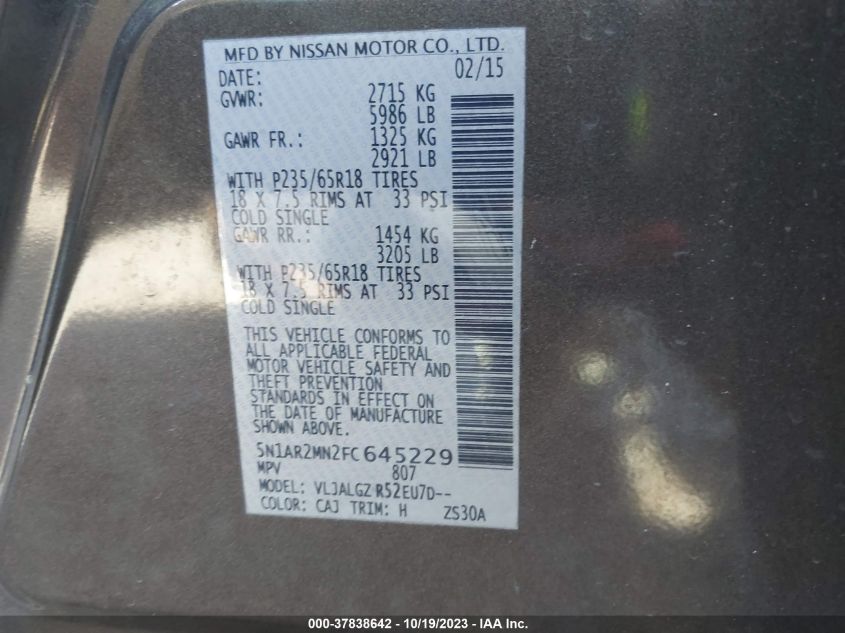 MFD BY NISSAN MOTOR CO., LTD.
DATE: 02/15
GVWR: 2715 KG
5986 LB
GAWR FR.: 1325 KG
2921 LB
WITH P235/65R18 TIRES
18 X 7.5 RIMS AT 33 PSI
COLD SINGLE
GAWR RR.: 1454 KG
3205 LB
WITH P235/65R18 TIRES
18 X 7.5 RIMS AT 33 PSI
COLD SINGLE
THIS VEHICLE CONFORMS TO
ALL APPLICABLE FEDERAL
MOTOR VEHICLE SAFETY AND
THEFT PREVENTION
STANDARDS IN EFFECT ON
THE DATE OF MANUFACTURE
SHOWN ABOVE.
5N1AR2MN2FC645229
MPV 807
MODEL: VLJALGZ R52EU7D--
COLOR: CAJ TRIM: H ZS30A
000-37838642 - 10/19/2023 - IAA Inc.